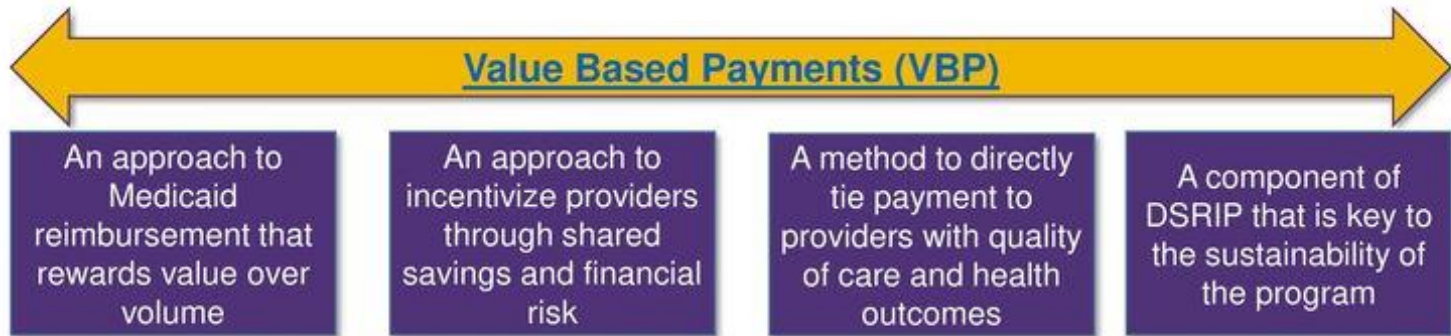 Value Based Payments (VBP)
An approach to
Medicaid
reimbursement that
rewards value over
volume
An approach to
incentivize providers
through shared
savings and financial
risk
A method to directly
tie payment to
providers with quality
of care and health
outcomes
A component of
DSRIP that is key to
the sustainability of
the program